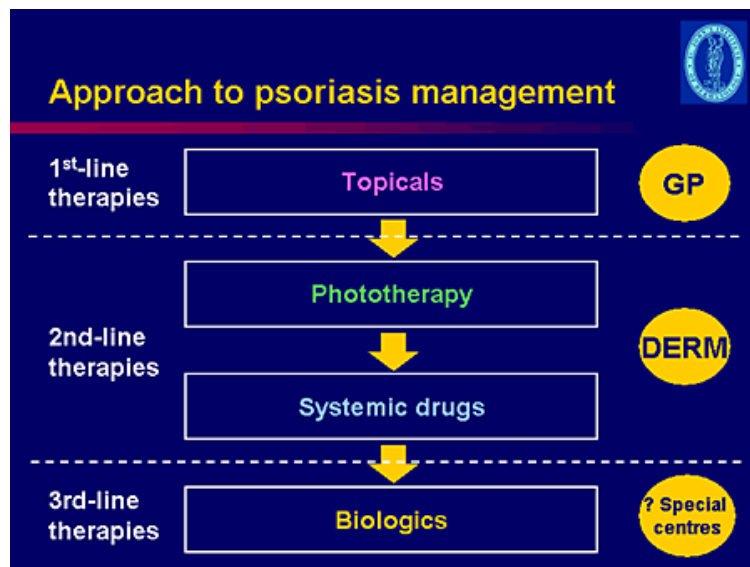 Approach to psoriasis management
1st-line
therapies
Topicals
GP
Phototherapy
2nd-line
therapies
DERM
Systemic drugs
3rd-line
therapies
Biologics
? Special
centres